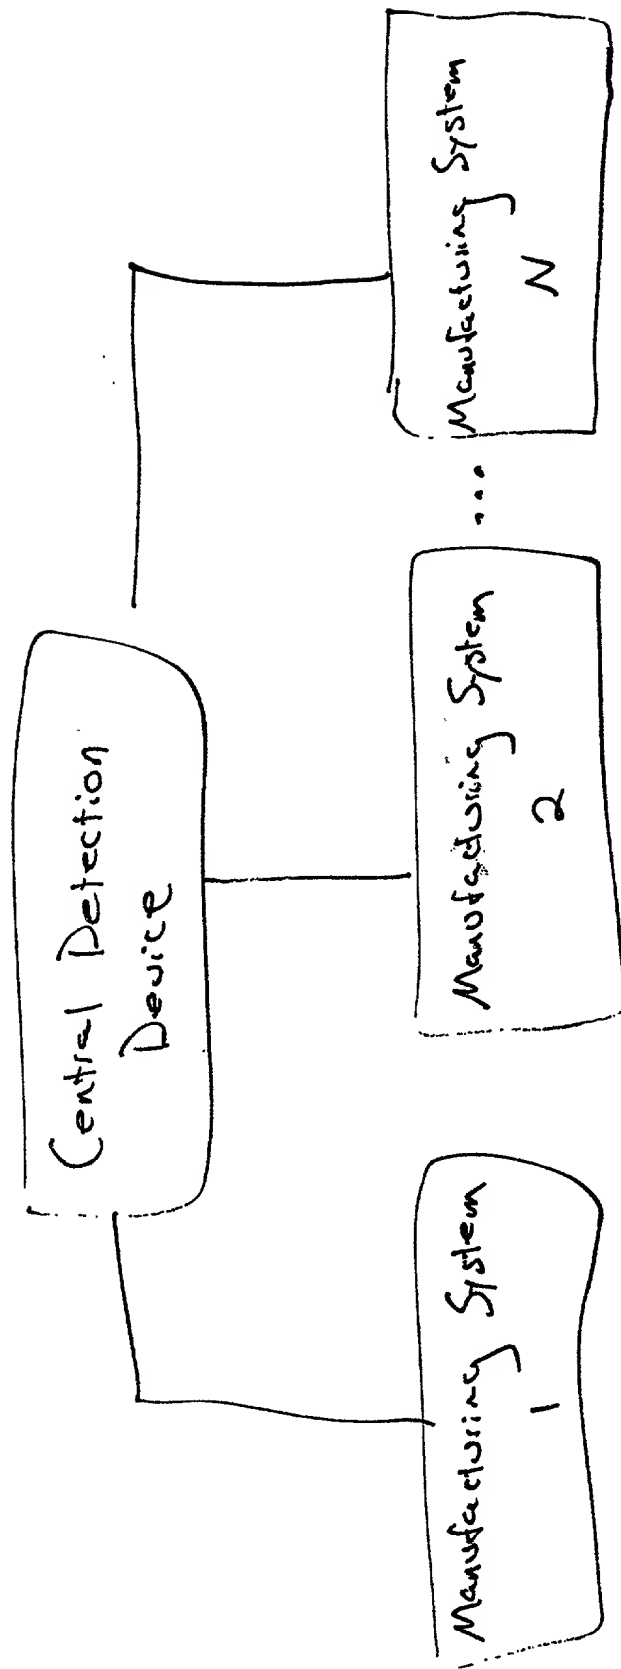 Central Detection
Device
Manufacturing System
1
Manufacturing System
2
...
Manufacturing System
N